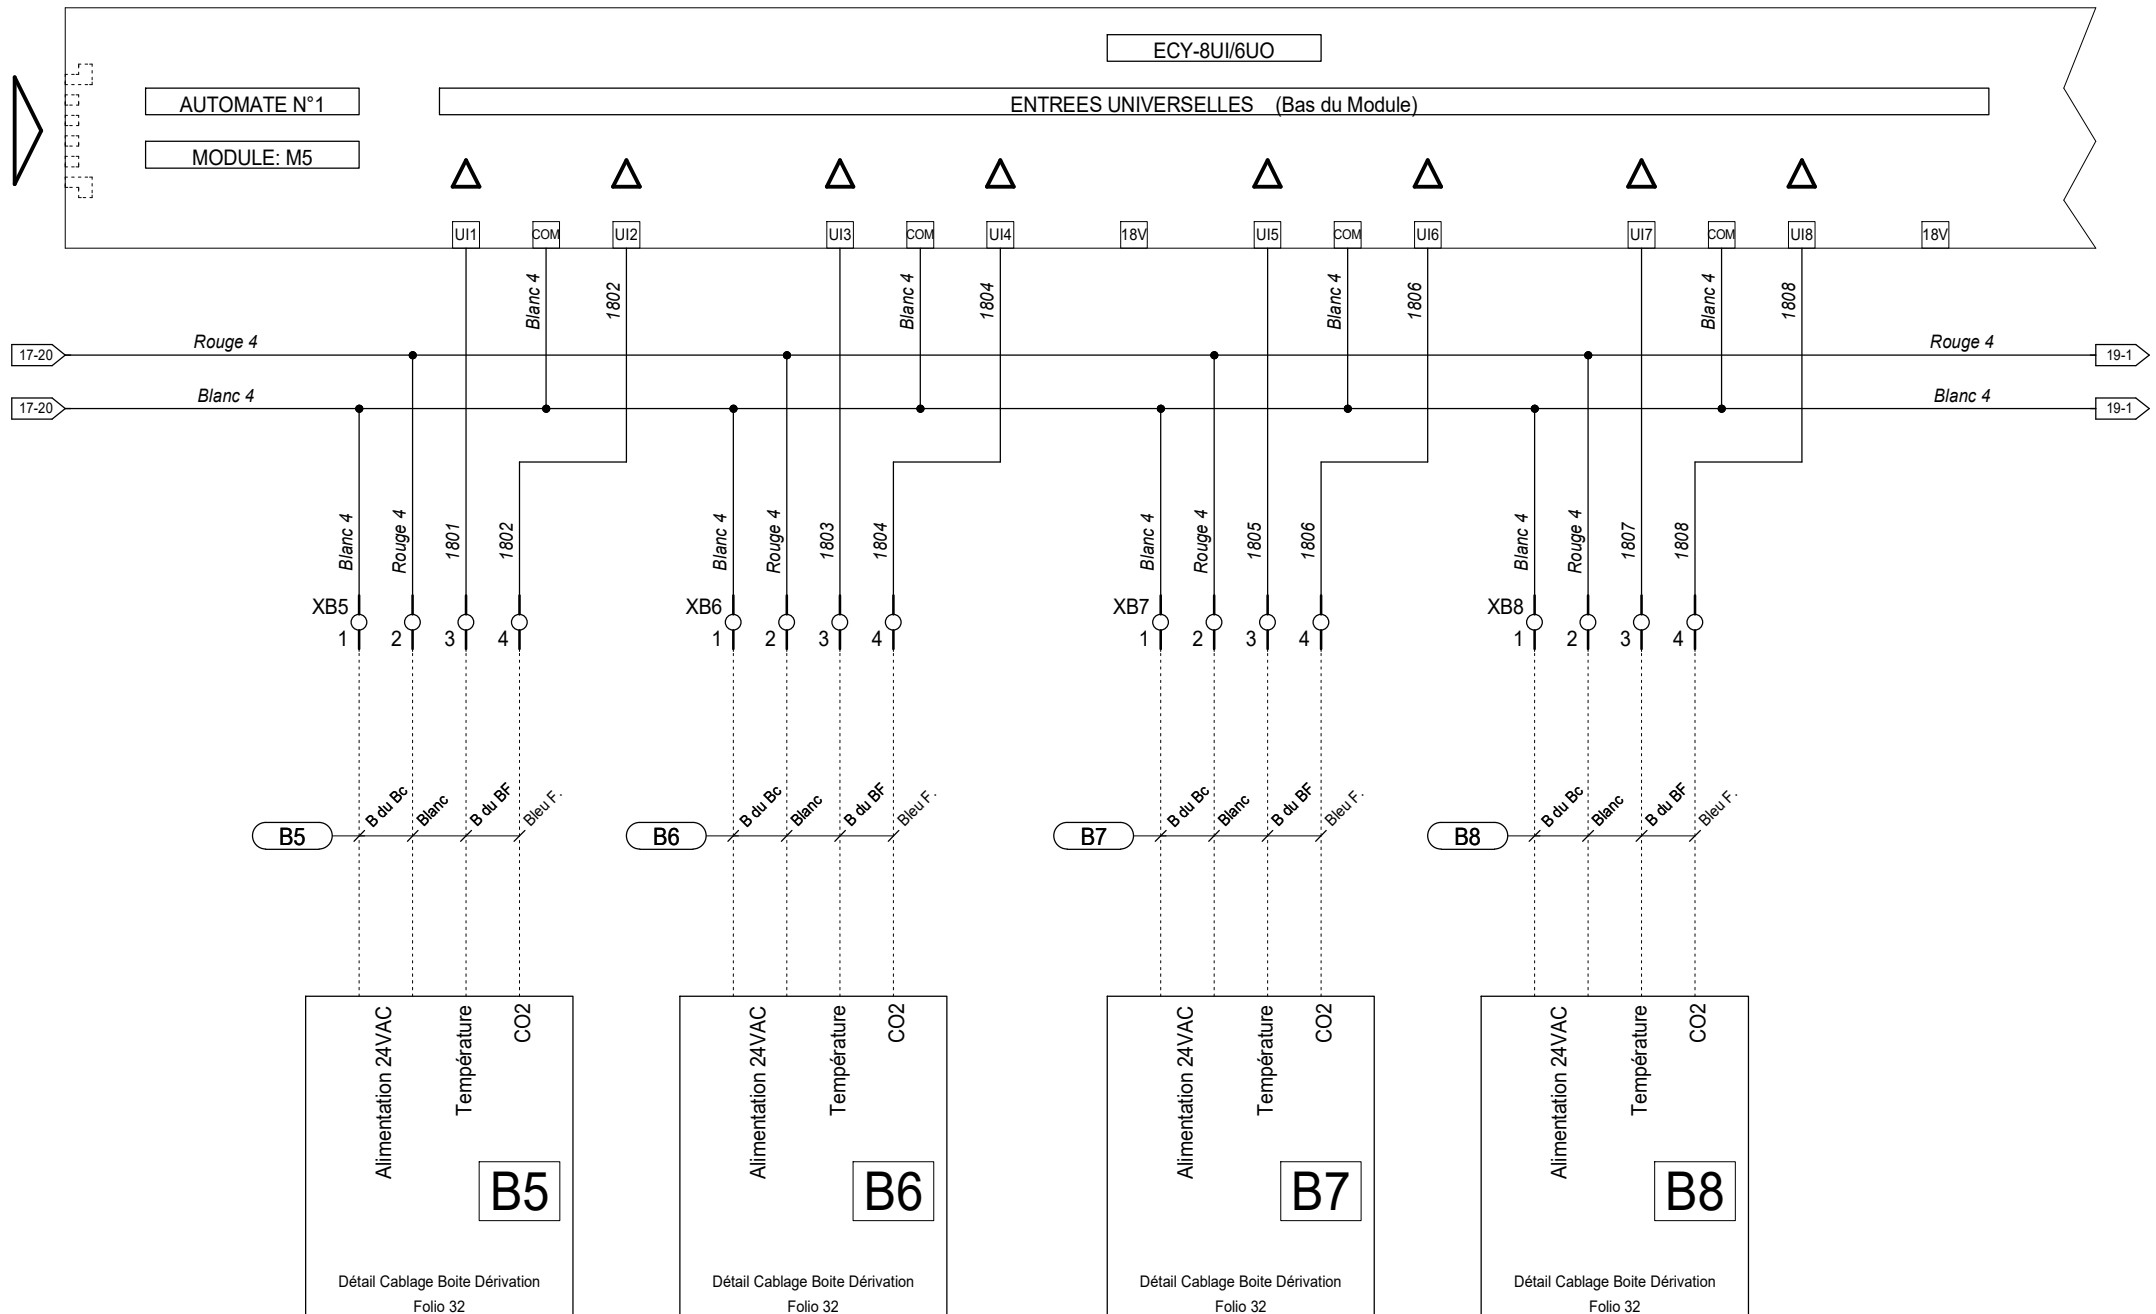 ECY-8UI/6UO
AUTOMATE N°1
ENTREES UNIVERSELLES (Bas du Module)
MODULE: M5
UI1 COM UI2 UI3 COM UI4 18V UI5 COM UI6 UI7 COM UI8 18V
Blanc 4 1802 Blanc 4 1804 Blanc 4 1806 Blanc 4 1808
17-20 Rouge 4 Rouge 4 19-1
17-20 Blanc 4 Blanc 4 19-1
Blanc 4 Rouge 4 1801 1802 Blanc 4 Rouge 4 1803 1804 Blanc 4 Rouge 4 1805 1806 Blanc 4 Rouge 4 1807 1808
XB5 XB6 XB7 XB8
1 2 3 4 1 2 3 4 1 2 3 4 1 2 3 4
B du Bc Blanc B du BF Bleu F. B du Bc Blanc B du BF Bleu F. B du Bc Blanc B du BF Bleu F. B du Bc Blanc B du BF Bleu F.
B5 B6 B7 B8
Alimentation 24VAC Température CO2 Alimentation 24VAC Température CO2 Alimentation 24VAC Température CO2 Alimentation 24VAC Température CO2
B5 B6 B7 B8
Détail Cablage Boite Dérivation Détail Cablage Boite Dérivation Détail Cablage Boite Dérivation Détail Cablage Boite Dérivation
Folio 32 Folio 32 Folio 32 Folio 32